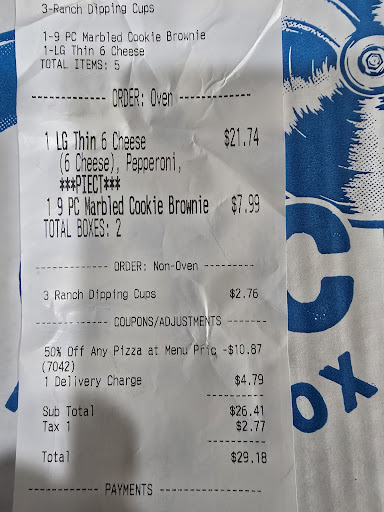 3-Ranch Dipping Cups
1-9 PC Marbled Cookie Brownie
1-LG Thin 6 Cheese
TOTAL ITEMS: 5
ORDER: Oven
1 LG Thin 6 Cheese $21.74
(6 Cheese), Pepperoni,
***PIECT***
1 9 PC Marbled Cookie Brownie $7.99
TOTAL BOXES: 2
ORDER: Non-Oven
3 Ranch Dipping Cups $2.76
COUPONS/ADJUSTMENTS
50% Off Any Pizza at Menu Pric -$10.87
(7042)
1 Delivery Charge $4.79
Sub Total $26.41
Tax 1 $2.77
Total $29.18
PAYMENTS
C
OX